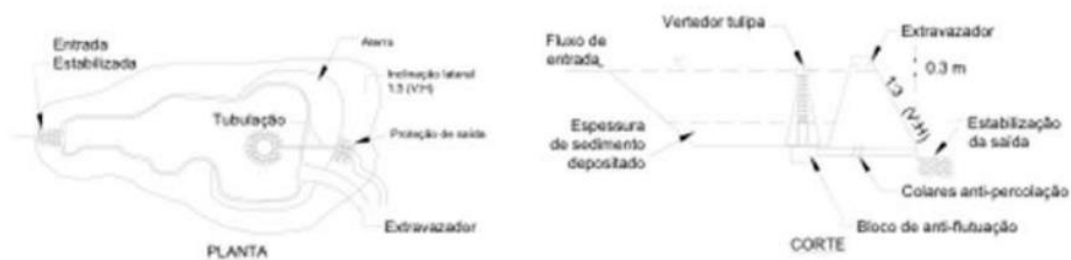 Entrada
Estabilizada
Aterro
Inclinação lateral
1:3 (V:H)
Tubulação
Proteção de saída
Extravazador
PLANTA
Vertedor tulipa
Fluxo de
entrada
Extravazador
0.3 m
1:3 (V:H)
Espessura
de sedimento
depositado
Estabilização
da saída
Colares anti-percolação
Bloco de anti-flutuação
CORTE